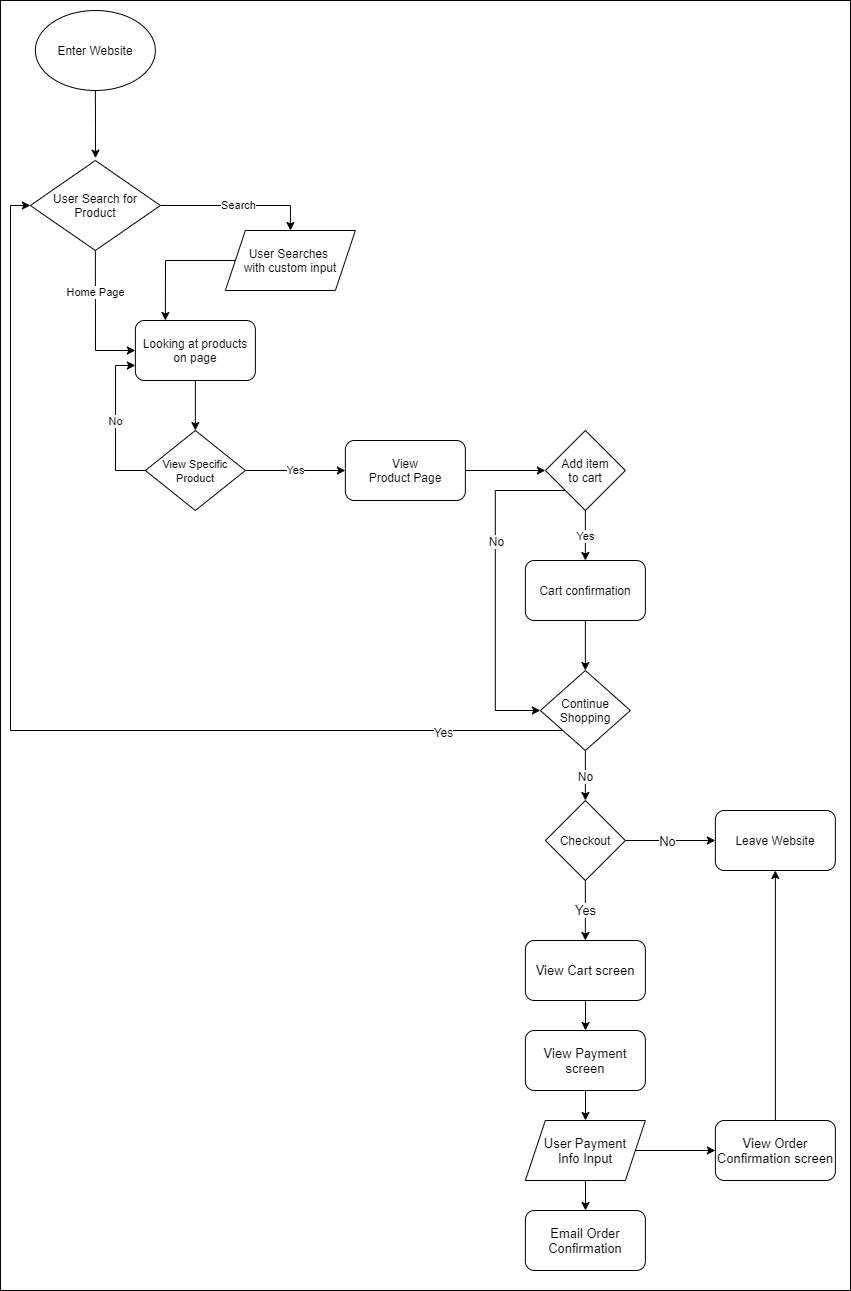 Enter Website
User Search for
Product
Search
User Searches
with custom input
Home Page
Looking at products
on page
No
View Specific
Product
Yes
View
Product Page
Add item
to cart
No
Yes
Cart confirmation
Continue
Shopping
Yes
No
Checkout
No
Leave Website
Yes
View Cart screen
View Payment
screen
User Payment
Info Input
View Order
Confirmation screen
Email Order
Confirmation